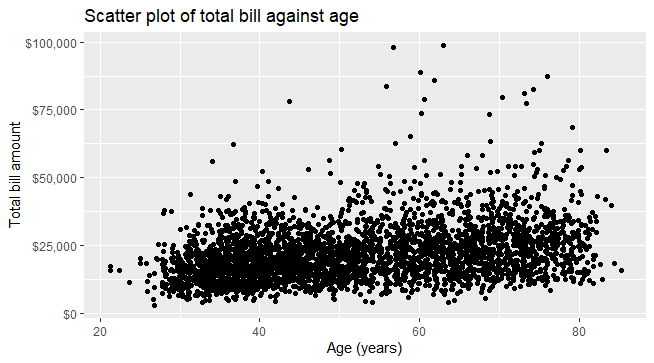 Scatter plot of total bill against age
$100,000
$75,000
$50,000
$25,000
$0
Total bill amount
20 40 60 80
Age (years)